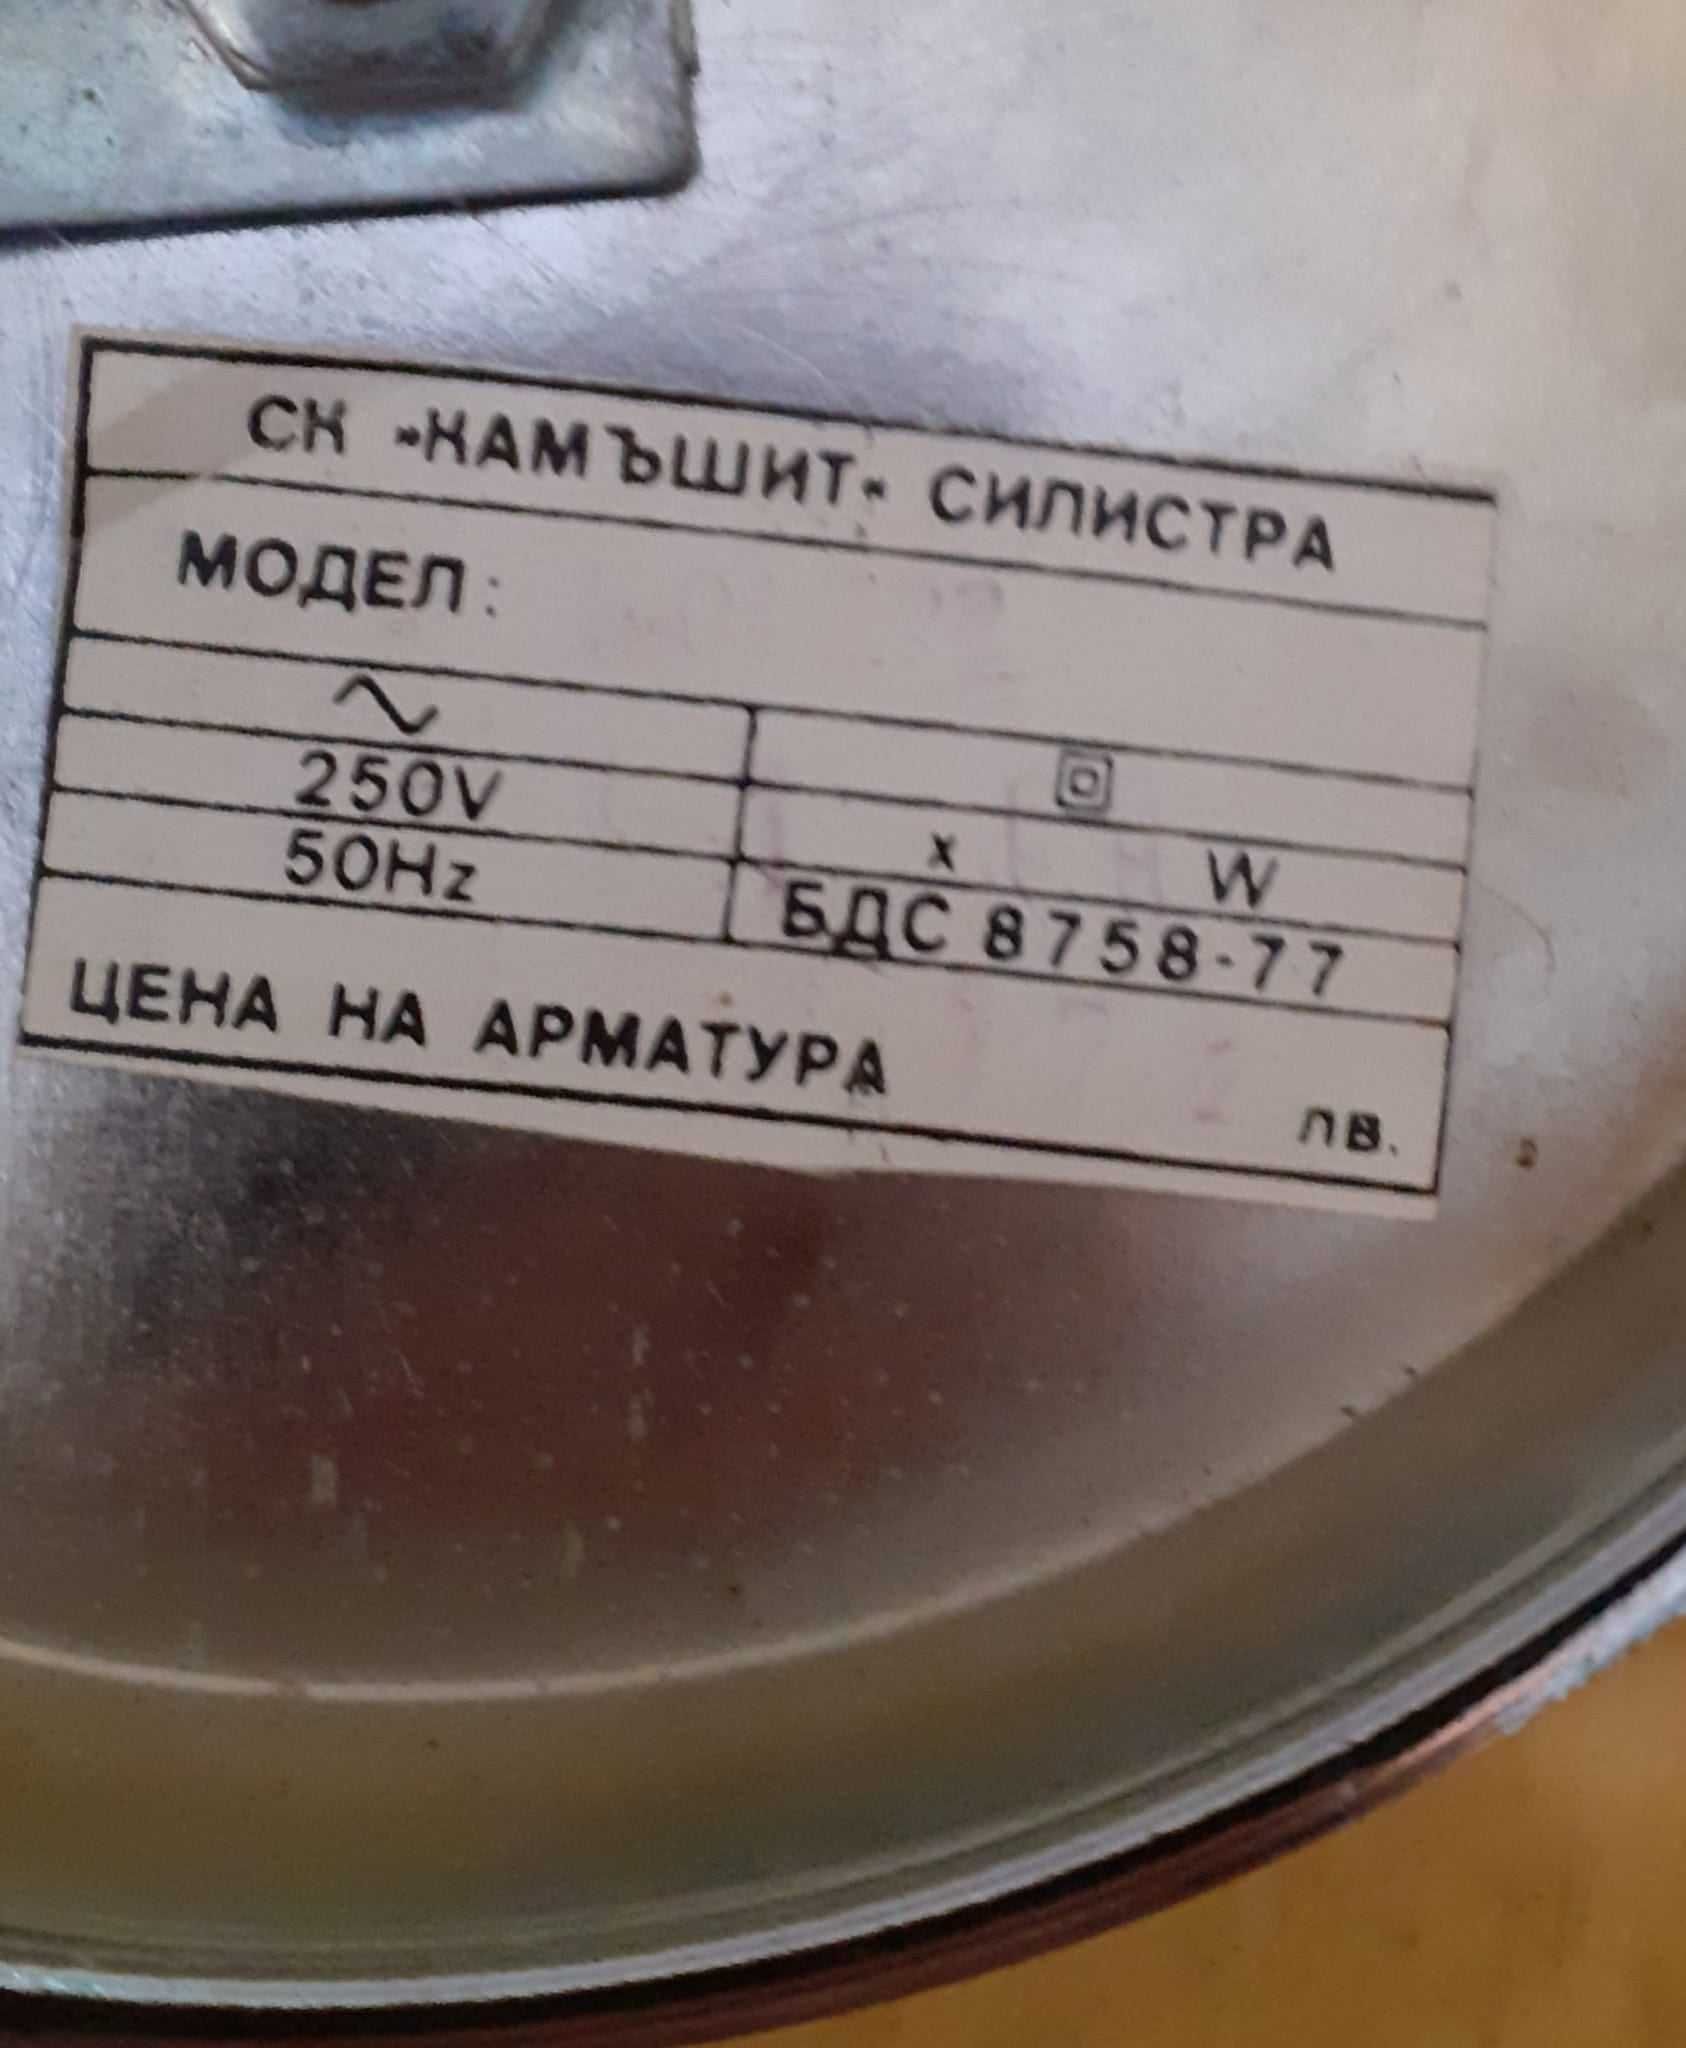 СК »КАМЪШИТ« СИЛИСТРА
МОДЕЛ:
250V
x W
50Hz
БДС 8758-77
ЦЕНА НА АРМАТУРА
лв.